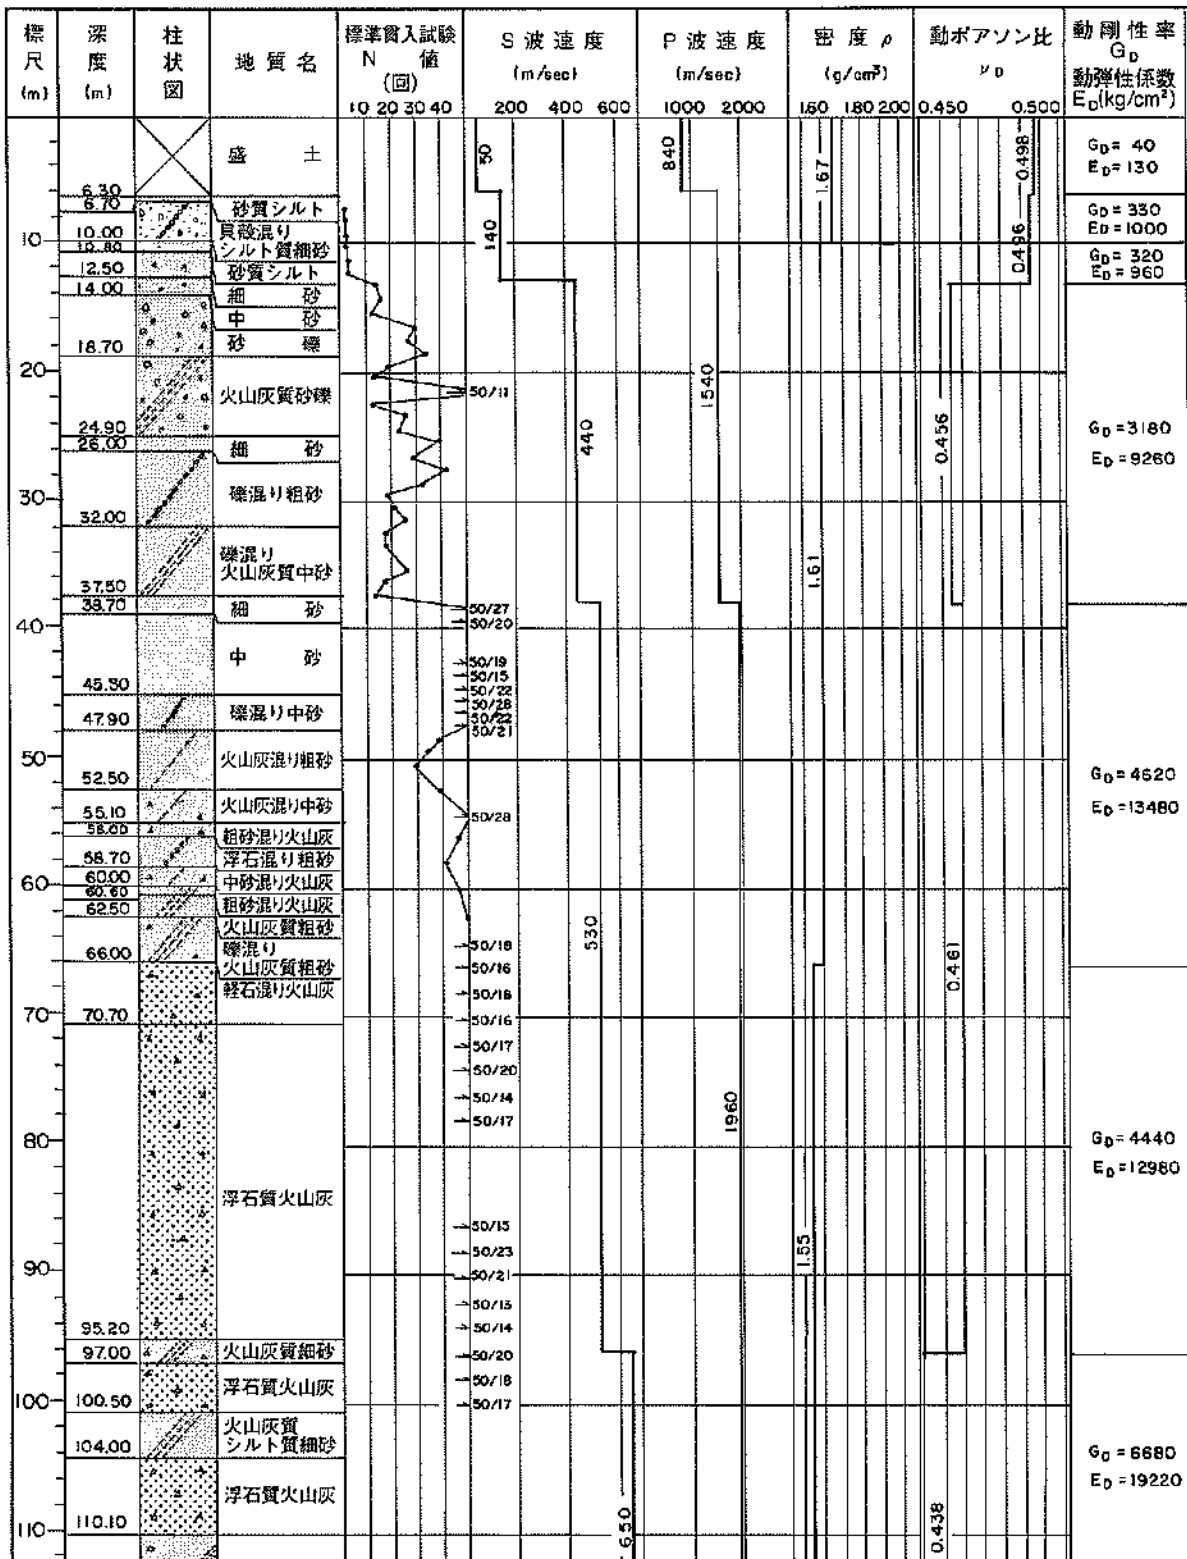 標尺(m)
深度(m)
柱状図
地質名
標準貫入試験
N 値
(回)
10 20 30 40
S波速度
(m/sec)
200 400 600
P波速度
(m/sec)
1000 2000
密度 ρ
(g/cm³)
1.60 1.80 2.00
動ポアソン比
μD
0.450 0.500
動剛性率
GD
動弾性係数
ED(kg/cm²)
盛 土
6.30
6.70
砂質シルト
10.00
貝殻混り
シルト質細砂
10
10.80
12.50
砂質シルト
14.00
細 砂
中 砂
砂 礫
18.70
20
火山灰質砂礫
24.90
26.00
細 砂
30
礫混り粗砂
32.00
礫混り
火山灰質中砂
37.50
38.70
細 砂
40
中 砂
45.30
47.90
礫混り中砂
50
火山灰混り粗砂
52.50
55.10
火山灰混り中砂
粗砂混り火山灰
58.70
浮石混り粗砂
60.00
60
中砂混り火山灰
60.60
62.50
粗砂混り火山灰
火山灰質粗砂
66.00
礫混り
火山灰質粗砂
軽石混り火山灰
70
70.70
80
浮石質火山灰
90
95.20
97.00
火山灰質細砂
浮石質火山灰
100
100.50
火山灰質
シルト質細砂
104.00
浮石質火山灰
110
110.10
50/11
50/27
50/20
50/19
50/15
50/22
50/28
50/22
50/21
50/28
50/18
50/16
50/18
50/16
50/17
50/20
50/14
50/17
50/15
50/23
50/21
50/13
50/14
50/20
50/18
50/17
50
140
440
530
650
840
1540
1960
1.67
1.61
1.55
0.498
0.496
0.456
0.461
0.438
GD= 40
ED= 130
GD= 330
ED= 1000
GD= 320
ED= 960
GD=3180
ED=9260
GD=4620
ED=13480
GD=4440
ED=12980
GD=6680
ED=19220